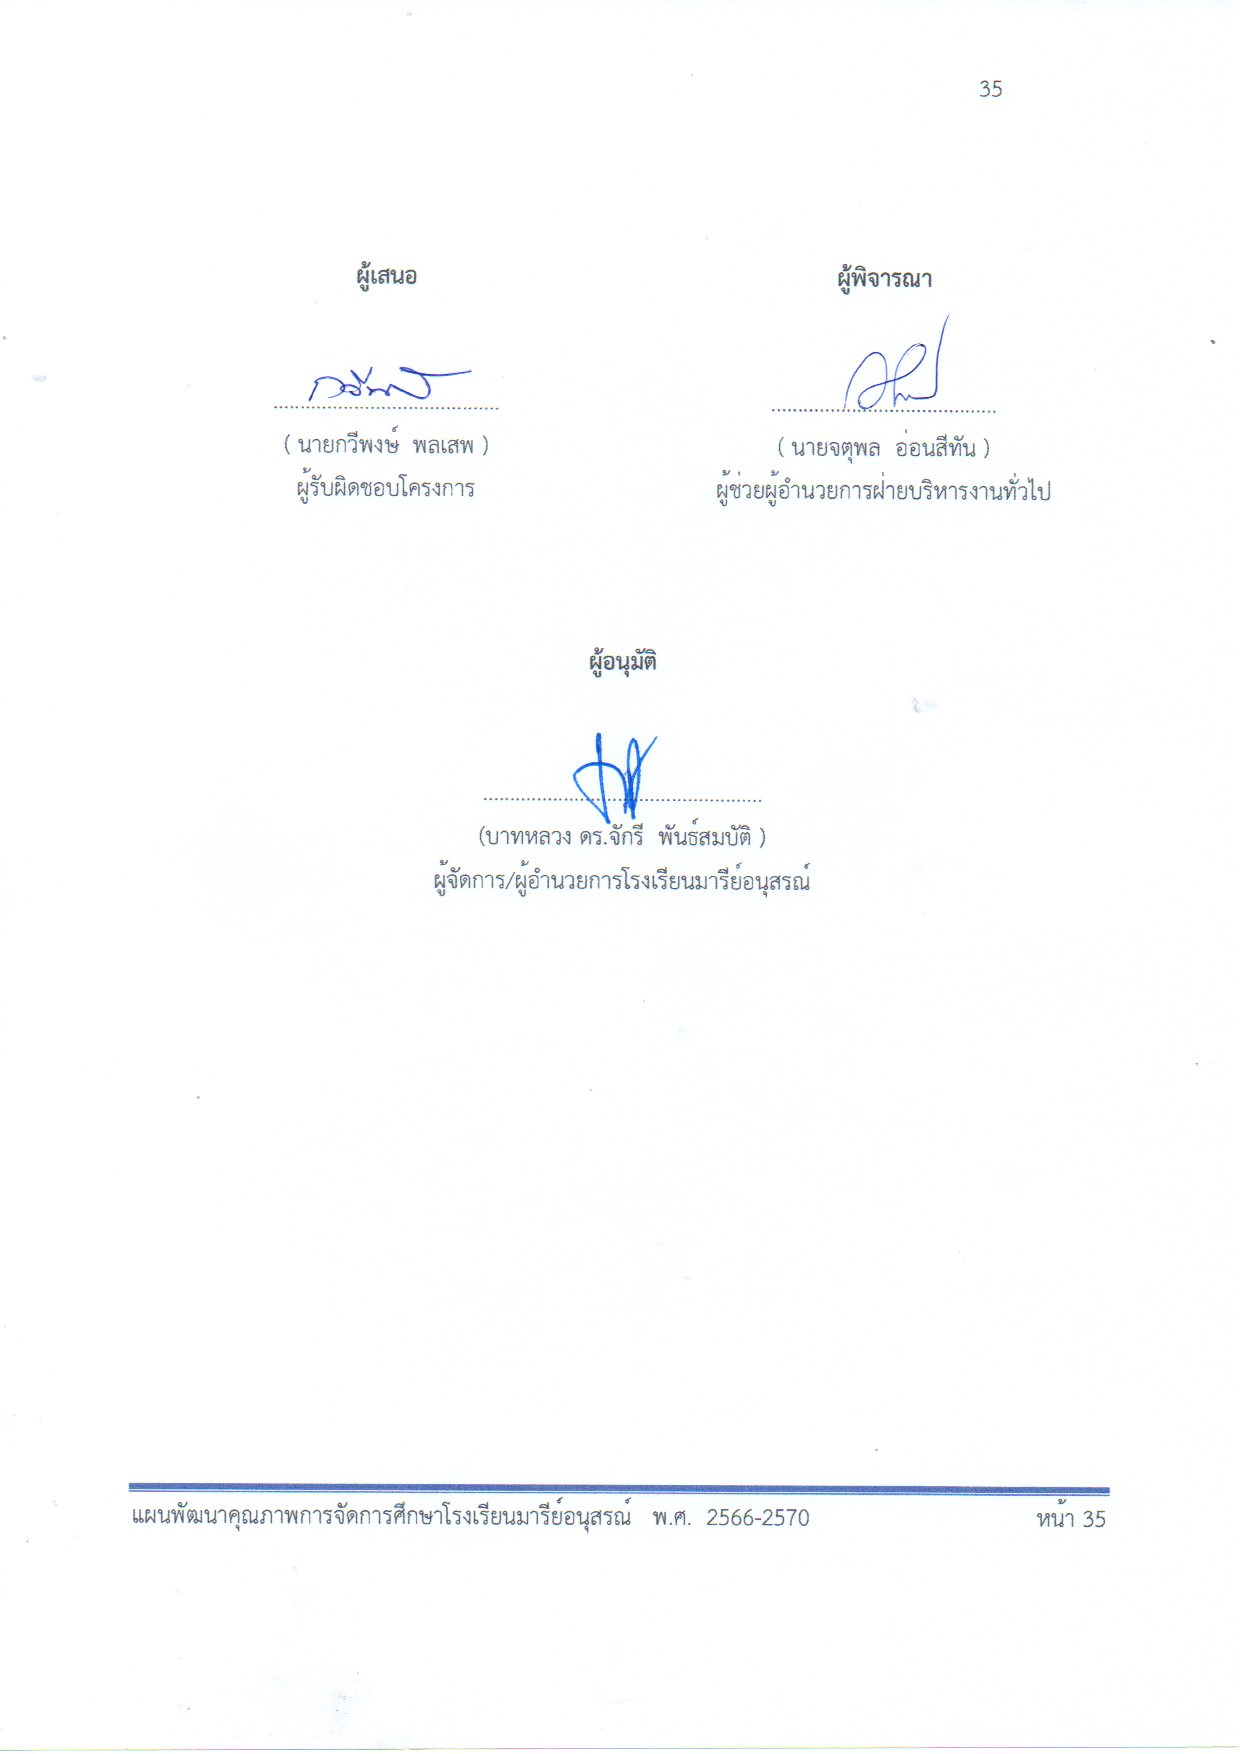 35
ผู้เสนอ
( นายกวีพงษ์ พลเสพ )
ผู้รับผิดชอบโครงการ
ผู้พิจารณา
( นายจตุพล อ่อนสีทัน )
ผู้ช่วยผู้อำนวยการฝ่ายบริหารงานทั่วไป
ผู้อนุมัติ
(บาทหลวง ดร.จักรี พันธ์สมบัติ )
ผู้จัดการ/ผู้อำนวยการโรงเรียนมารีย์อนุสรณ์
แผนพัฒนาคุณภาพการจัดการศึกษาโรงเรียนมารีย์อนุสรณ์ พ.ศ. 2566-2570 หน้า 35